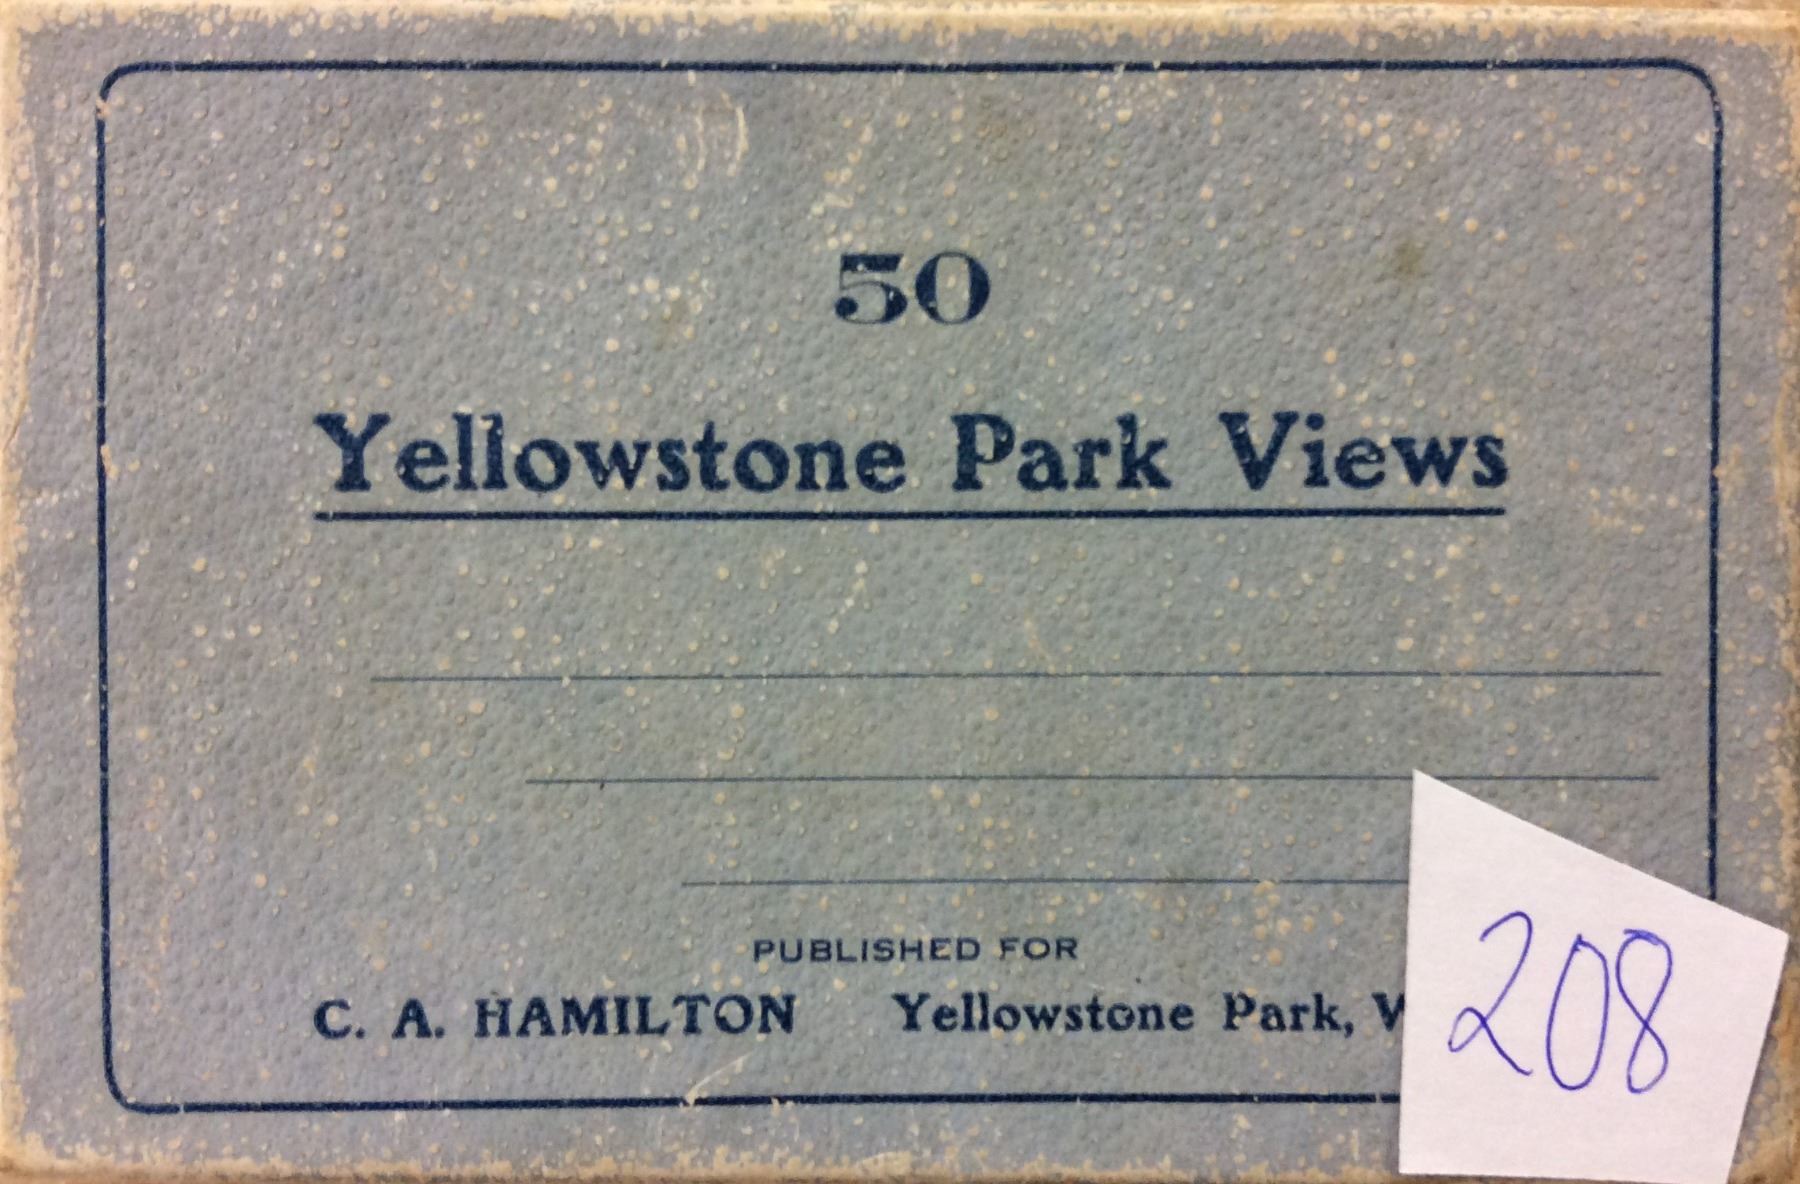 50
Yellowstone Park Views
PUBLISHED FOR
C. A. HAMILTON Yellowstone Park,
208